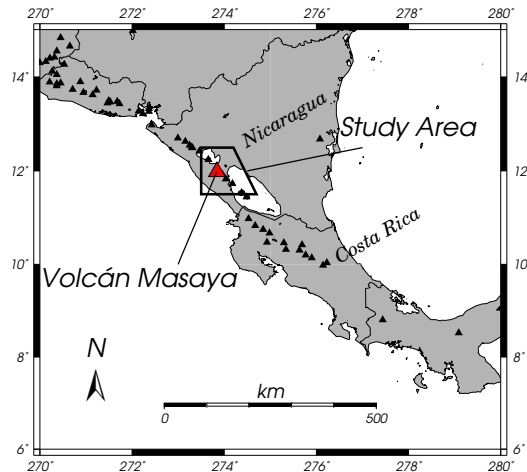 270˚ 272˚ 274˚ 276˚ 278˚ 280˚
14˚ 14˚
Nicaragua
Study Area
12˚ 12˚
Costa Rica
10˚ 10˚
Volcán Masaya
8˚ 8˚
N
km
0 500
6˚ 6˚
270˚ 272˚ 274˚ 276˚ 278˚ 280˚